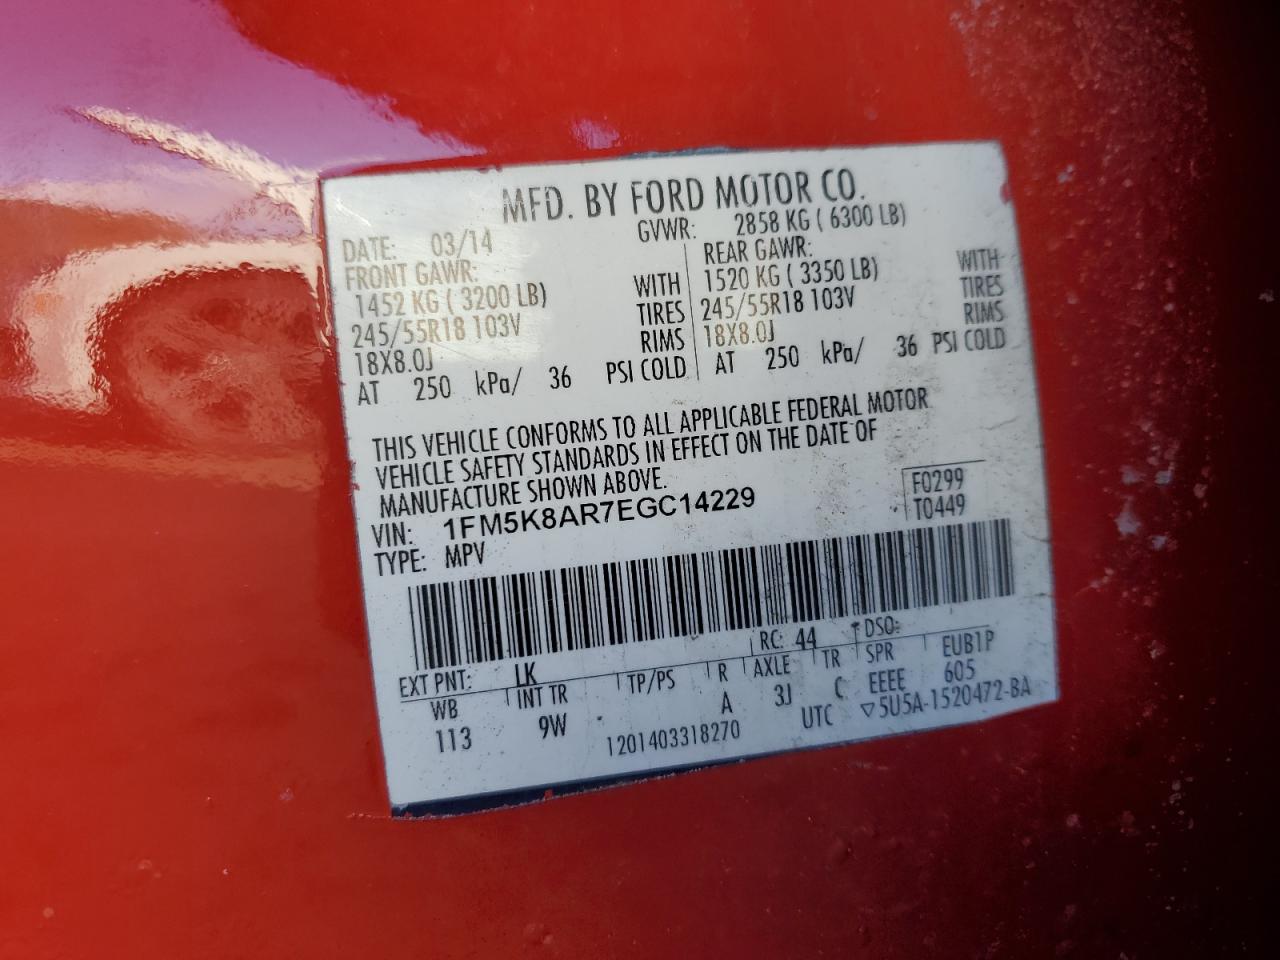 MFD. BY FORD MOTOR CO.
DATE: 03/14 GVWR: 2858 KG ( 6300 LB)
FRONT GAWR: REAR GAWR:
1452 KG ( 3200 LB) WITH 1520 KG ( 3350 LB) WITH
245/55R18 103V TIRES 245/55R18 103V TIRES
18X8.0J RIMS 18X8.0J RIMS
AT 250 kPa/ 36 PSI COLD AT 250 kPa/ 36 PSI COLD
THIS VEHICLE CONFORMS TO ALL APPLICABLE FEDERAL MOTOR
VEHICLE SAFETY STANDARDS IN EFFECT ON THE DATE OF
MANUFACTURE SHOWN ABOVE.
VIN: 1FM5K8AR7EGC14229 F0299
TYPE: MPV T0449
EXT PNT: LK RC: 44 DSO:
WB INT TR TP/PS R AXLE TR SPR EUB1P
113 9W A 3J C EEEE 605
1201403318270 UTC ▽5U5A-1520472-BA